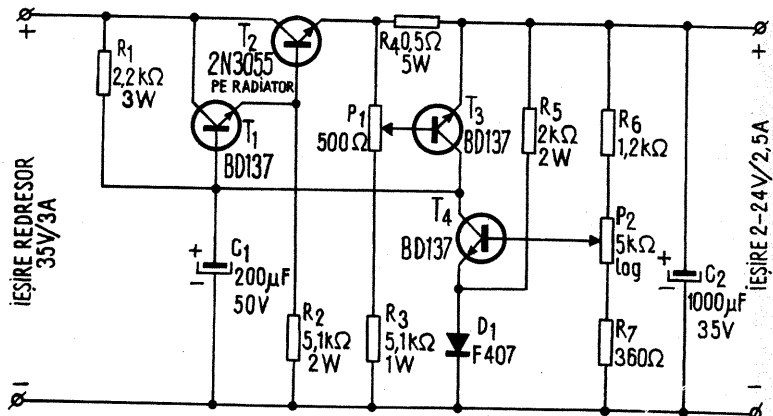 +
R1
2,2kΩ
3W
T2
2N3055
PE RADIATOR
T1
BD137
P1
500Ω
R4 0,5Ω
5W
T3
BD137
R5
2kΩ
2W
R6
1,2kΩ
+
IEŞIRE REDRESOR
35V/3A
T4
BD137
P2
5kΩ
log
IEŞIRE 2-24V/2,5A
+
C1
200µF
50V
-
R2
5,1kΩ
2W
R3
5,1kΩ
1W
D1
F407
R7
360Ω
+
C2
1000µF
35V
-
-
-